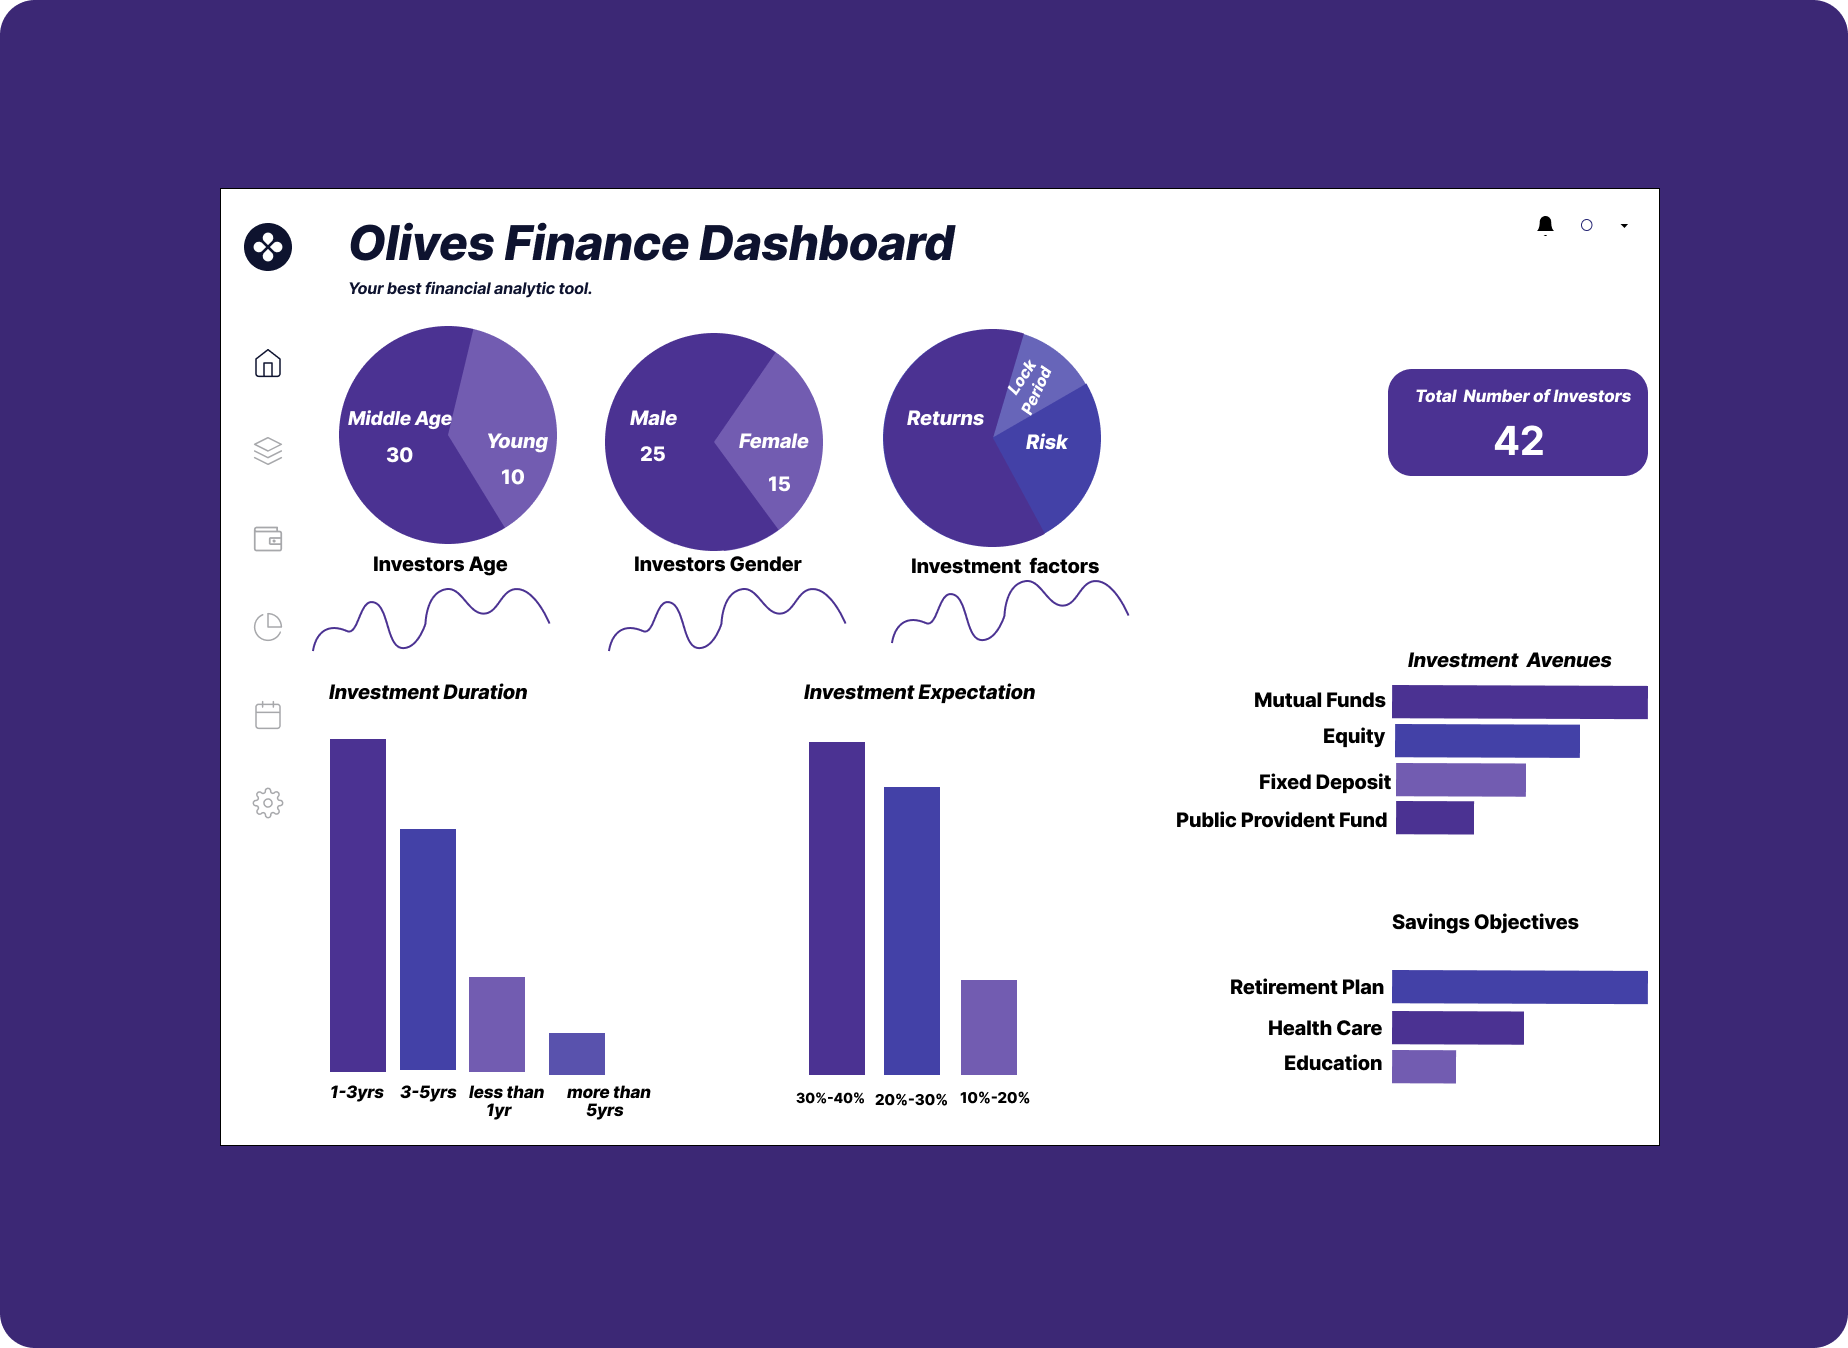 Olives Finance Dashboard
Your best financial analytic tool.
Middle Age
30
Young
10
Investors Age
Male
25
Female
15
Investors Gender
Returns
Lock
Period
Risk
Investment factors
Total Number of Investors
42
Investment Duration
1-3yrs
3-5yrs
less than
1yr
more than
5yrs
Investment Expectation
30%-40%
20%-30%
10%-20%
Investment Avenues
Mutual Funds
Equity
Fixed Deposit
Public Provident Fund
Savings Objectives
Retirement Plan
Health Care
Education